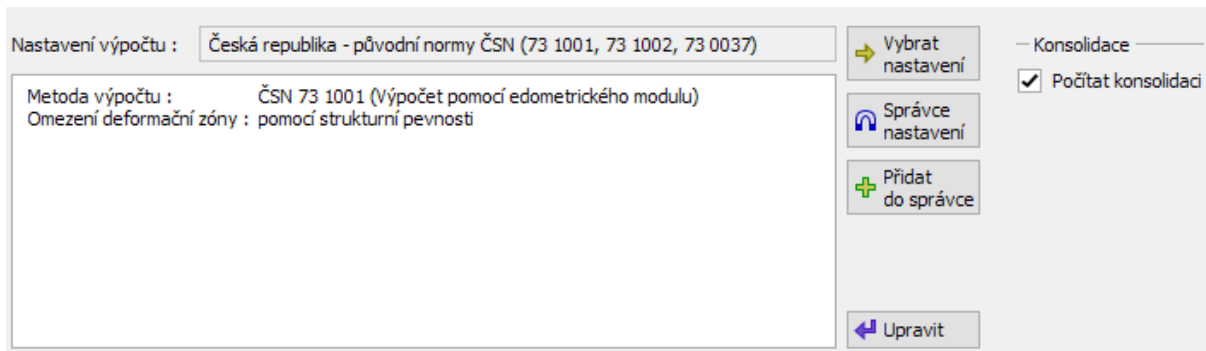 Nastavení výpočtu : Česká republika - původní normy ČSN (73 1001, 73 1002, 73 0037)
Metoda výpočtu : ČSN 73 1001 (Výpočet pomocí edometrického modulu)
Omezení deformační zóny : pomocí strukturní pevnosti
Vybrat
nastavení
Správce
nastavení
Přidat
do správce
Upravit
Konsolidace
Počítat konsolidaci